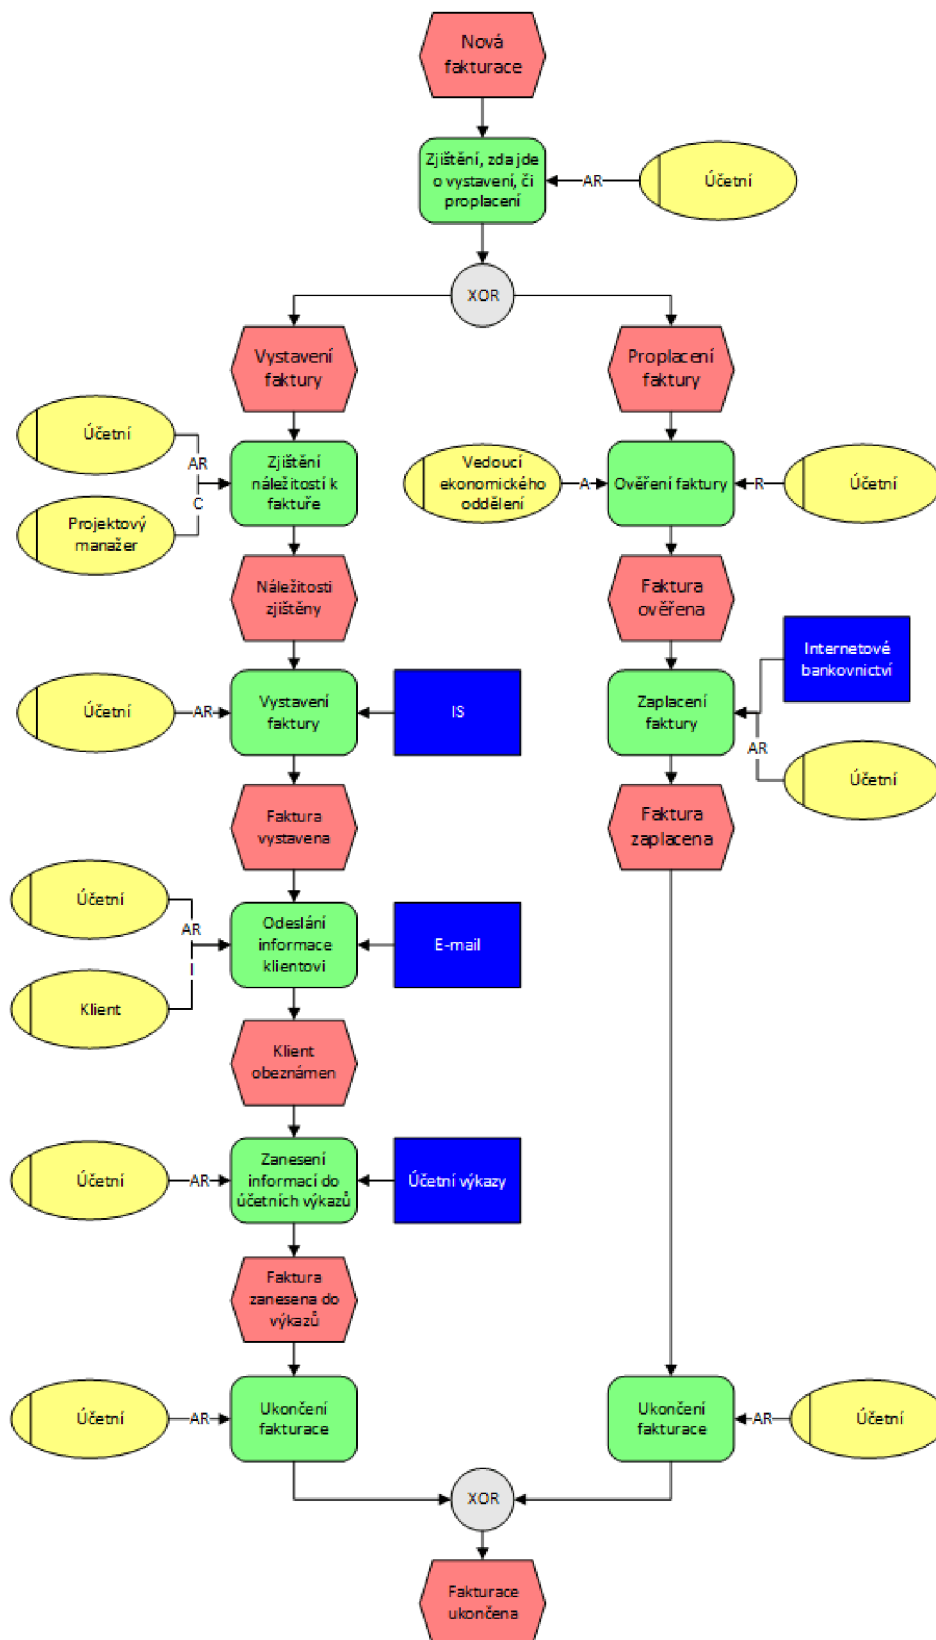 Nová
fakturace
Zjištění, zda jde
o vystavení, či
proplacení
AR
Účetní
XOR
Vystavení
faktury
Proplacení
faktury
Účetní
AR
C
Projektový
manažer
Zjištění
náležitostí k
faktuře
Vedoucí
ekonomického
oddělení
A
Ověření faktury
R
Účetní
Náležitosti
zjištěny
Faktura
ověřena
Účetní
AR
Vystavení
faktury
IS
Zaplacení
faktury
Internetové
bankovnictví
AR
Účetní
Faktura
vystavena
Faktura
zaplacena
Účetní
AR
Klient
Odeslání
informace
klientovi
E-mail
Klient
obeznámen
Účetní
AR
Zanesení
informací do
účetních výkazů
Účetní výkazy
Faktura
zanesena do
výkazů
Účetní
AR
Ukončení
fakturace
Ukončení
fakturace
AR
Účetní
XOR
Fakturace
ukončena